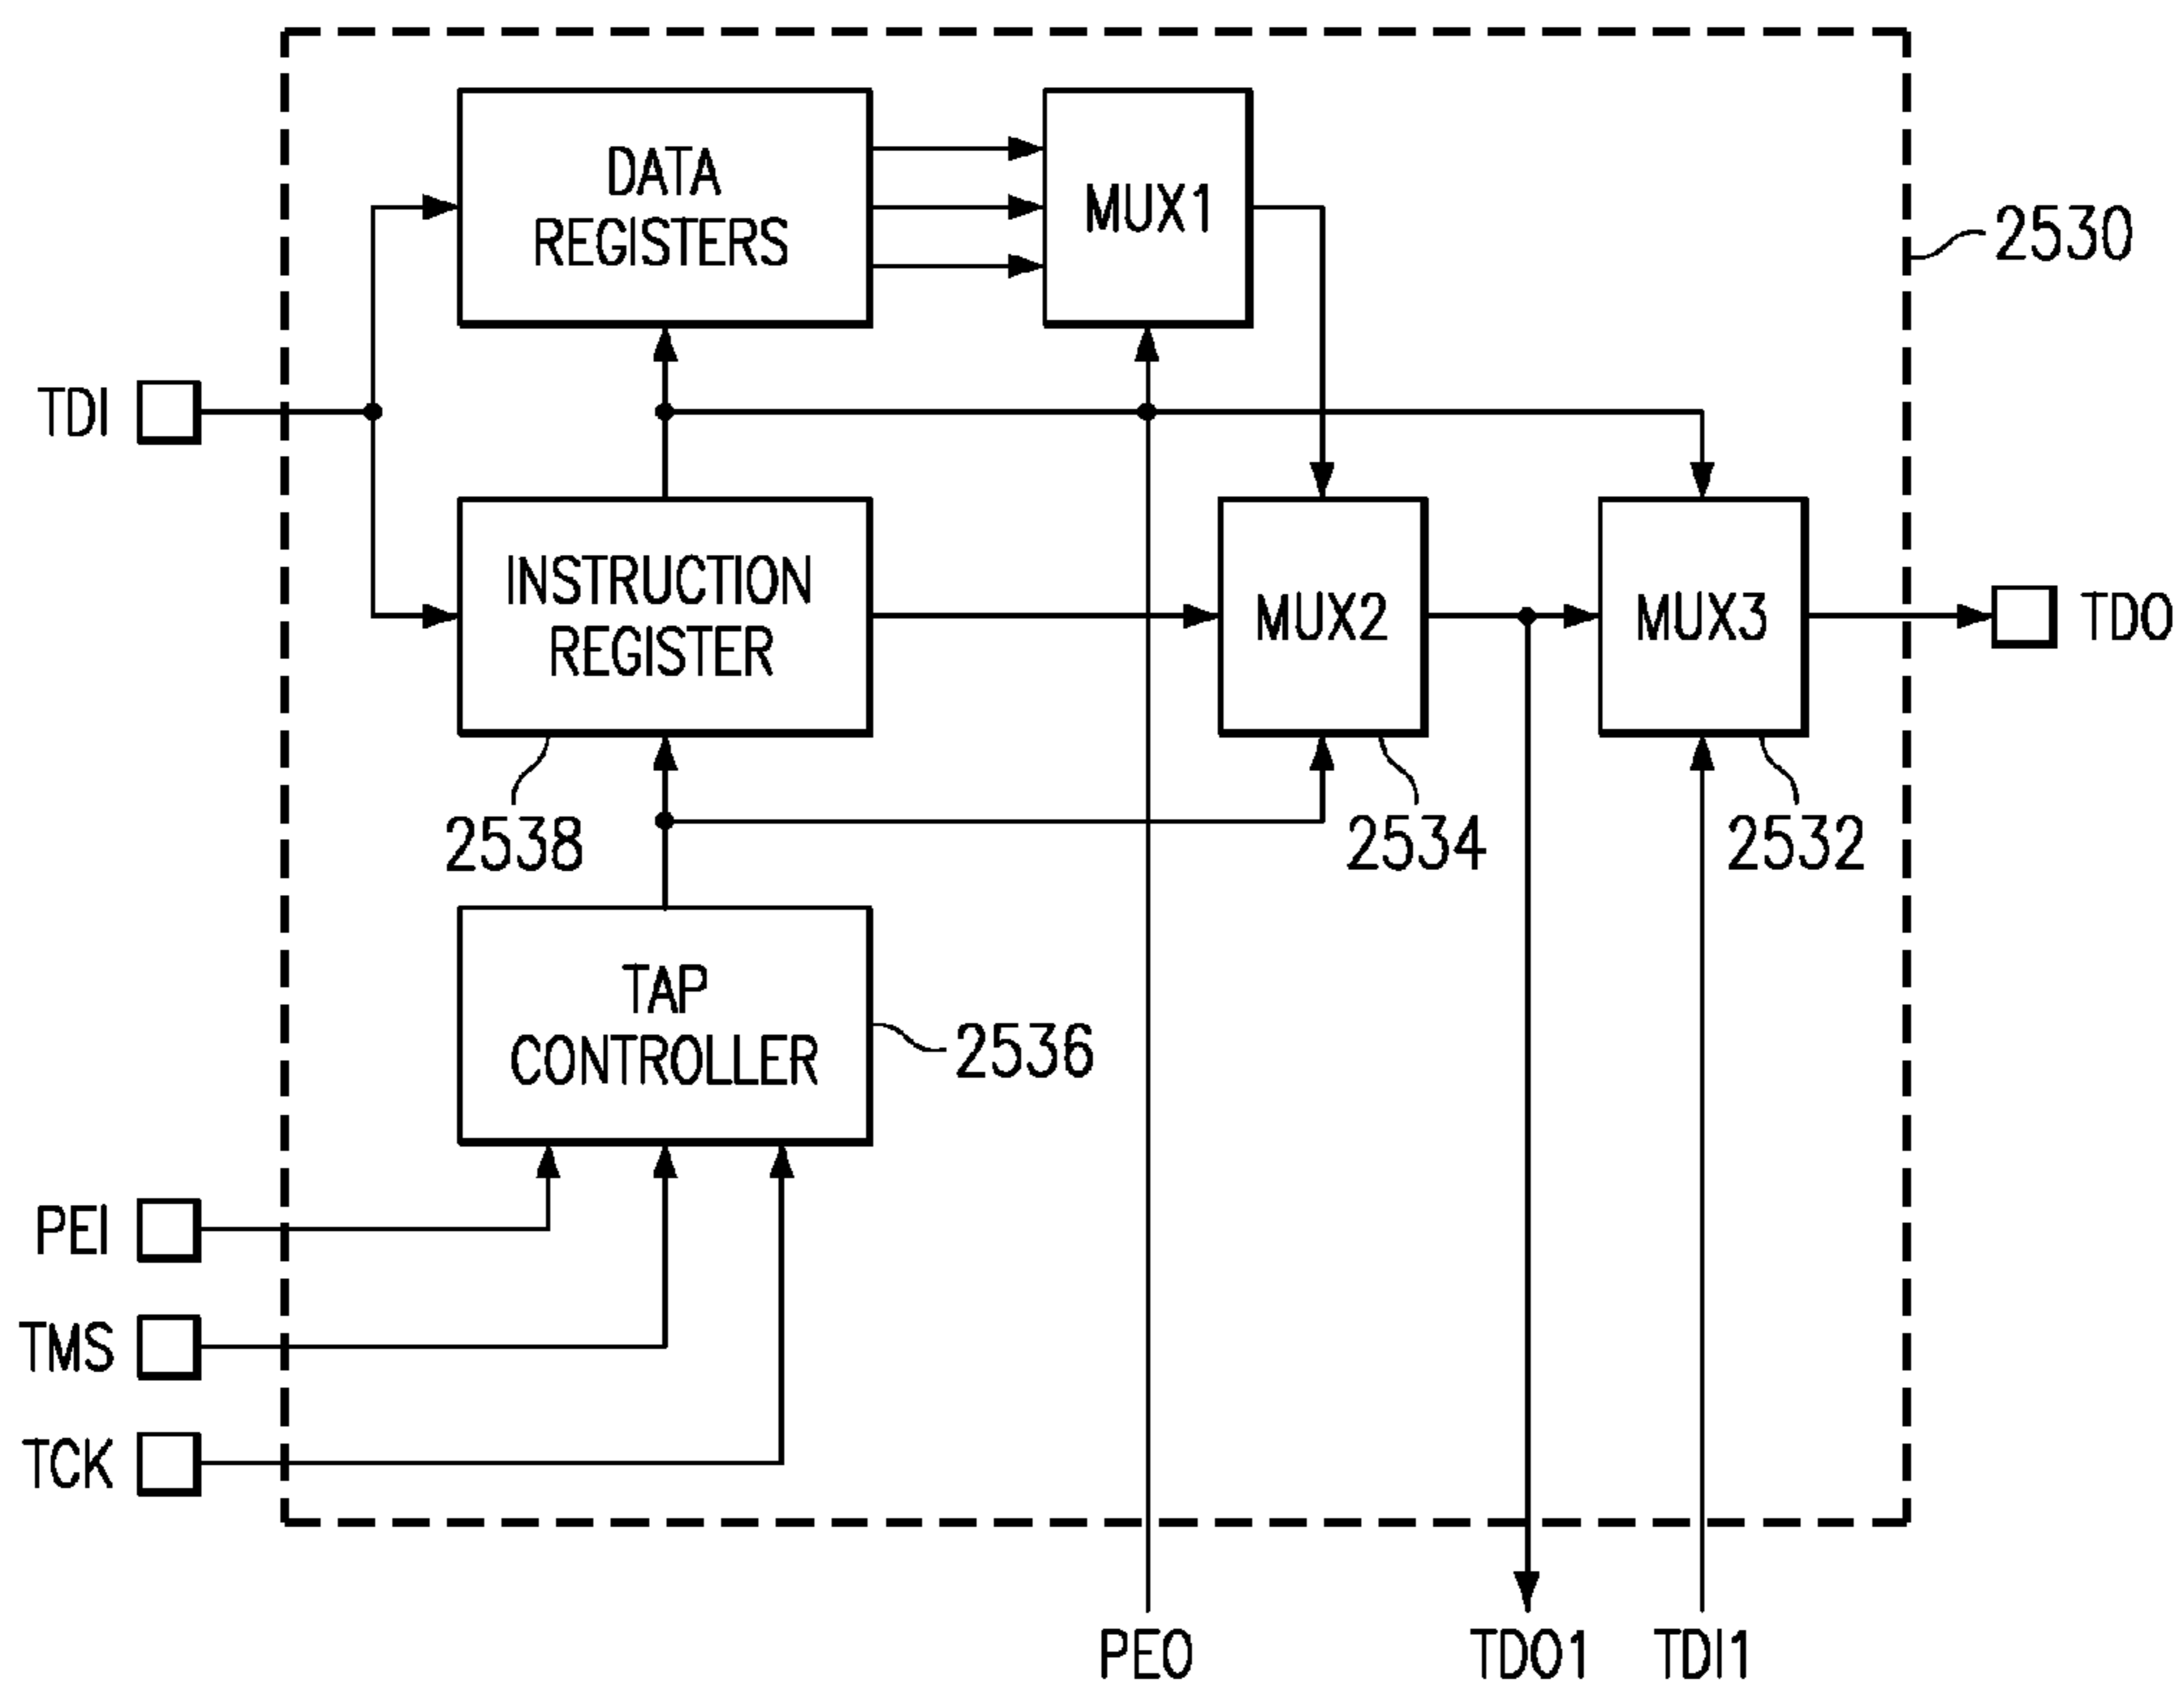 DATA
REGISTERS
MUX1
2530
TDI
INSTRUCTION
REGISTER
MUX2
MUX3
TDO
2538
2534
2532
TAP
CONTROLLER
2536
PEI
TMS
TCK
PEO
TDO1
TDI1